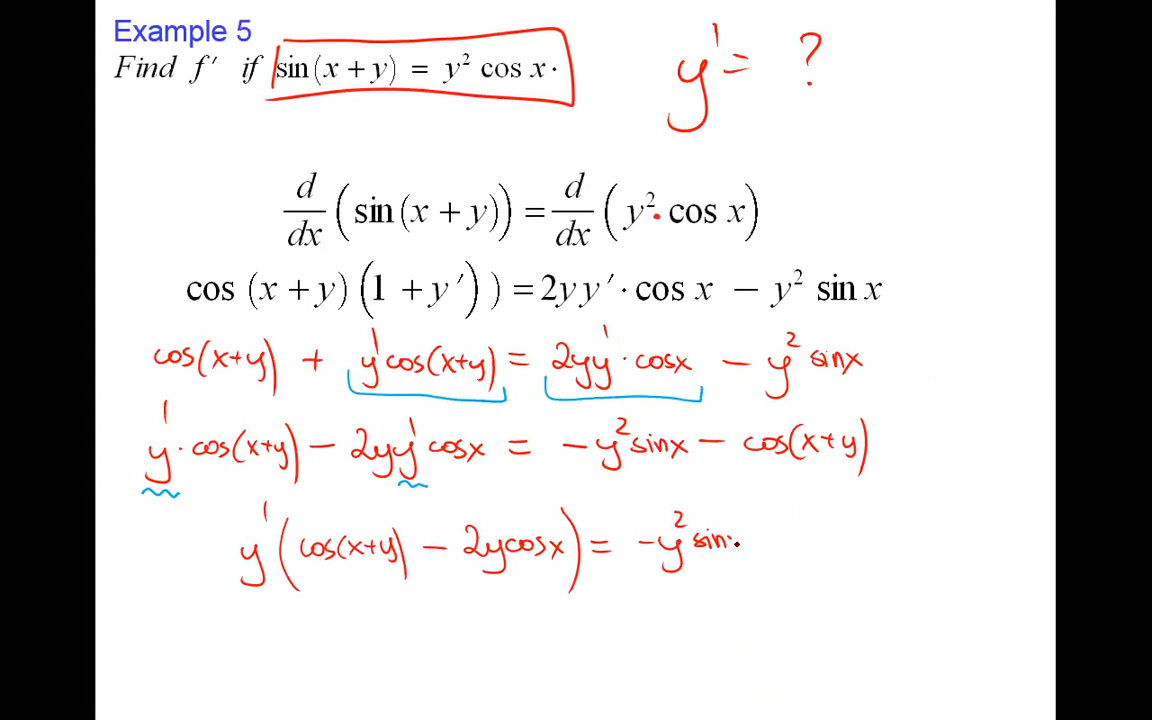 Example 5
Find f' if sin(x + y) = y² cos x.
y' = ?
d/dx (sin(x + y)) = d/dx (y² · cos x)
cos (x + y)(1 + y')) = 2yy' · cos x − y² sin x
cos(x+y) + y'cos(x+y) = 2yy' · cosx − y² sinx
y' · cos(x+y) − 2yy' cosx = −y² sinx − cos(x+y)
y' (cos(x+y) − 2ycosx) = −y² sin